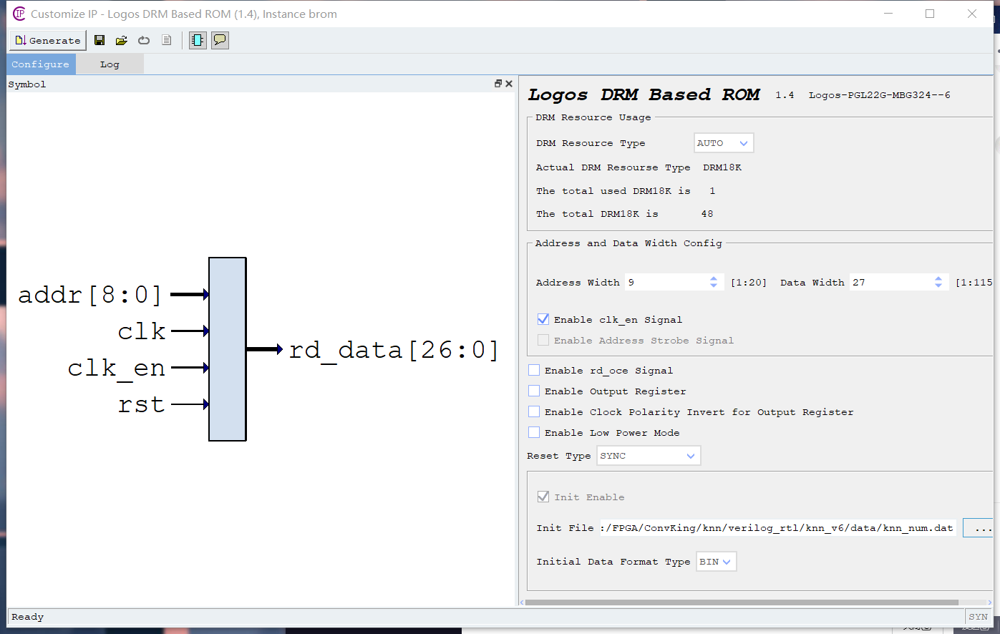 Customize IP - Logos DRM Based ROM (1.4), Instance brom
Generate
Configure Log
Symbol
addr[8:0]
clk
clk_en
rst
rd_data[26:0]
Logos DRM Based ROM 1.4 Logos-PGL22G-MBG324--6
DRM Resource Usage
DRM Resource Type AUTO
Actual DRM Resourse Type DRM18K
The total used DRM18K is 1
The total DRM18K is 48
Address and Data Width Config
Address Width 9 [1:20] Data Width 27 [1:115
Enable clk_en Signal
Enable Address Strobe Signal
Enable rd_oce Signal
Enable Output Register
Enable Clock Polarity Invert for Output Register
Enable Low Power Mode
Reset Type SYNC
Init Enable
Init File :/FPGA/ConvKing/knn/verilog_rtl/knn_v6/data/knn_num.dat ...
Initial Data Format Type BIN
Ready SYN